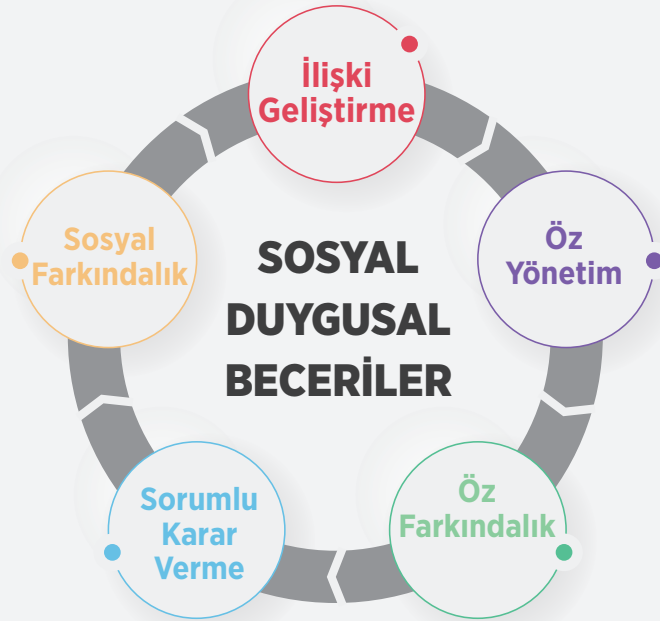 İlişki
Geliştirme
Sosyal
Farkındalık
SOSYAL
DUYGUSAL
BECERİLER
Öz
Yönetim
Sorumlu
Karar
Verme
Öz
Farkındalık